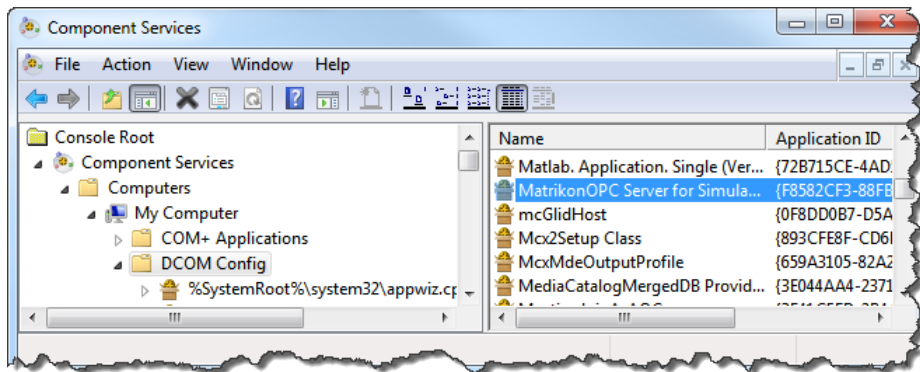 Component Services
File Action View Window Help
Console Root
Component Services
Computers
My Computer
COM+ Applications
DCOM Config
%SystemRoot%\system32\appwiz.cp
Name Application ID
Matlab. Application. Single (Ver... {72B715CE-4AD
MatrikonOPC Server for Simula... {F8582CF3-88FB
mcGlidHost {0F8DD0B7-D5A
Mcx2Setup Class {893CFE8F-CD6
McxMdeOutputProfile {659A3105-82A2
MediaCatalogMergedDB Provid... {3E044AA4-2371